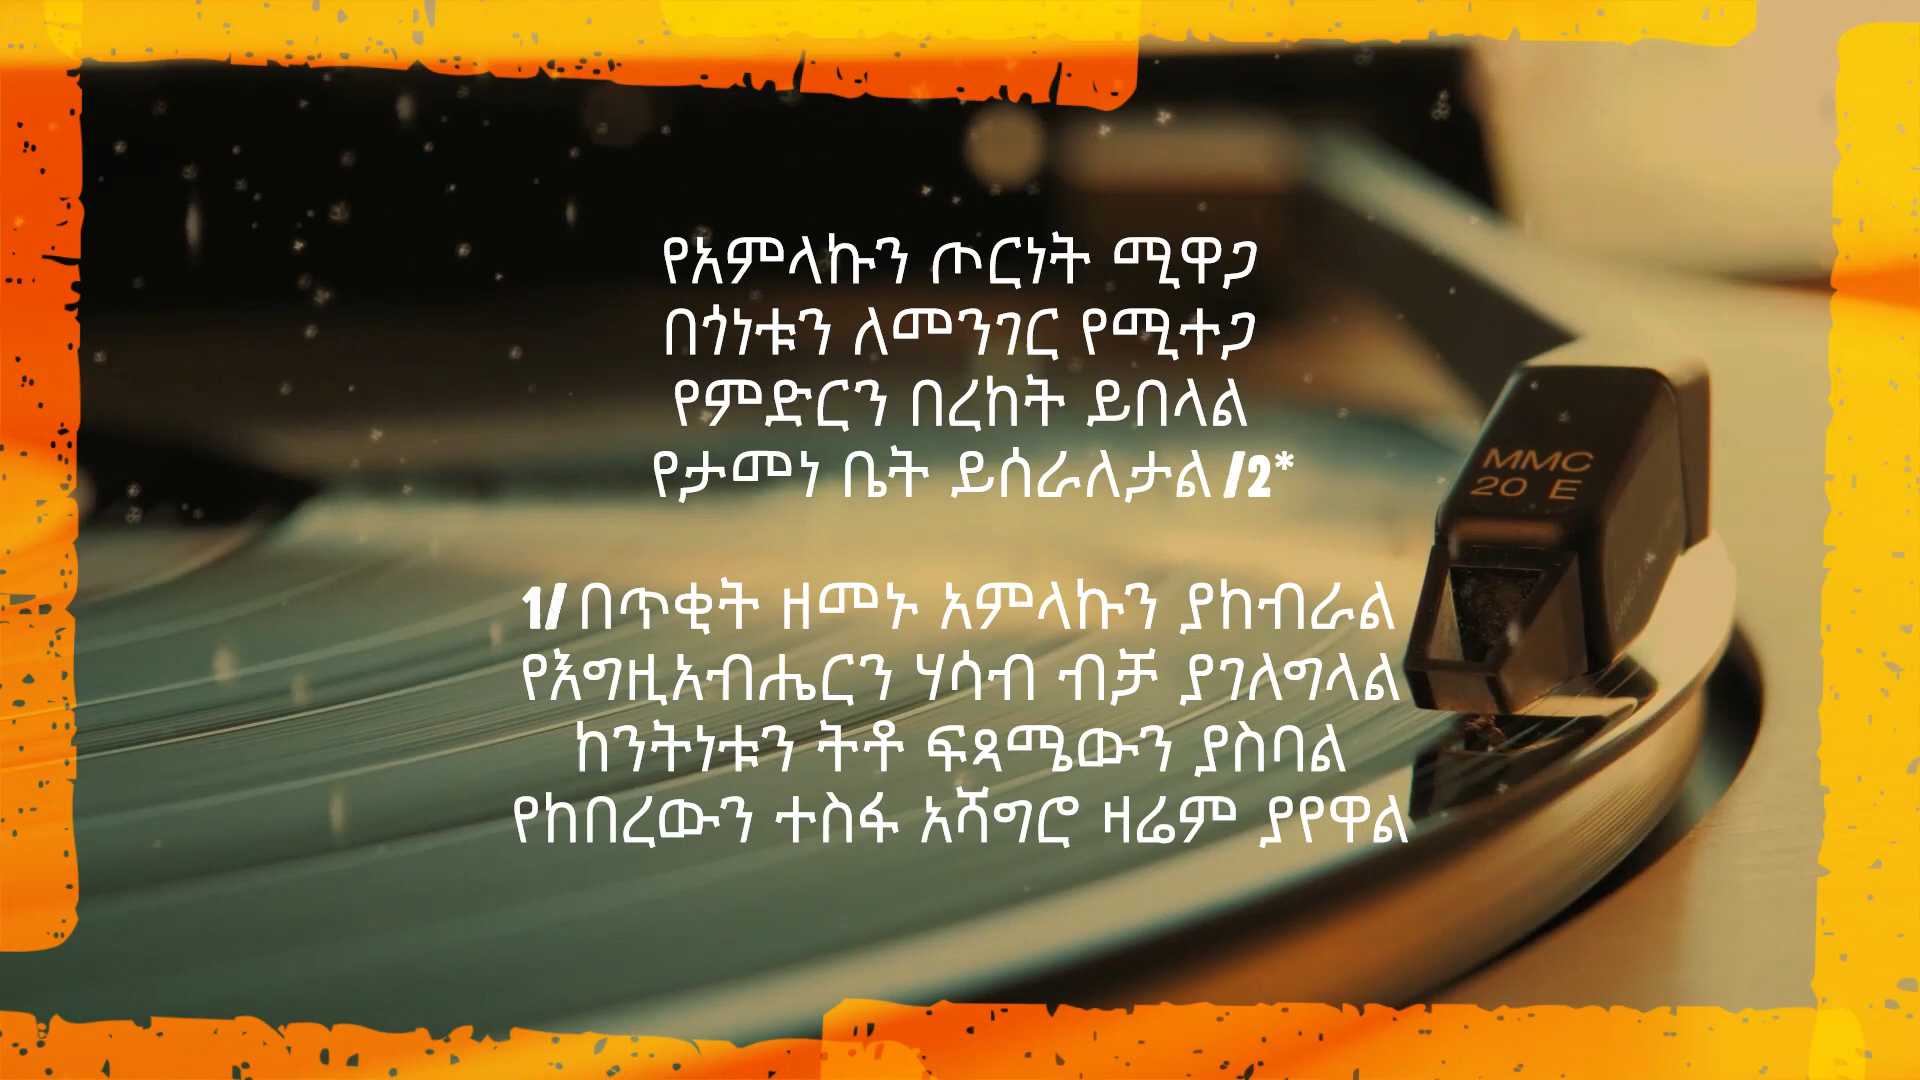 የአምላኩን ጦርነት ሚዋጋ
በጎነቱን ለመንገር የሚተጋ
የምድርን በረከት ይበላል
የታመነ ቤት ይሰራለታል /2*
1/ በጥቂት ዘመኑ አምላኩን ያከብራል
የእግዚአብሔርን ሃሳብ ብቻ ያገለግላል
ከንትነቱን ትቶ ፍጻሜውን ያስባል
የከበረውን ተስፋ አሻግሮ ዛሬም ያየዋል
MMC
20 E